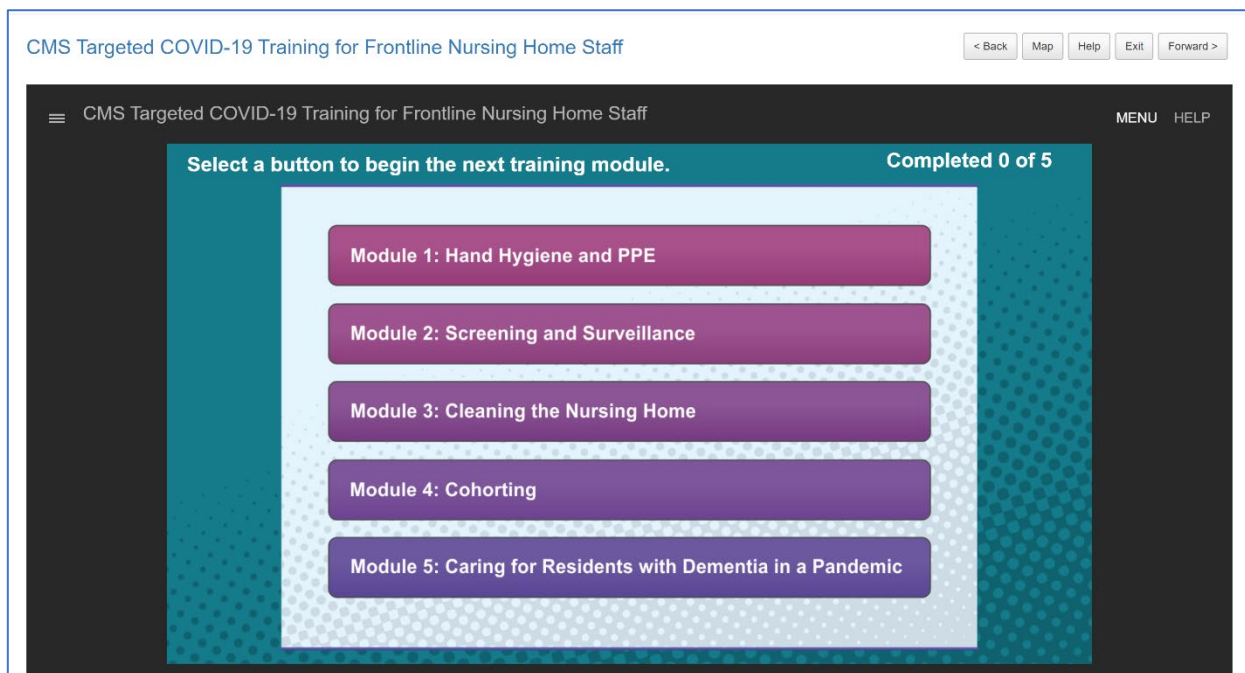 CMS Targeted COVID-19 Training for Frontline Nursing Home Staff
< Back Map Help Exit Forward >
CMS Targeted COVID-19 Training for Frontline Nursing Home Staff
MENU HELP
Select a button to begin the next training module.
Completed 0 of 5
Module 1: Hand Hygiene and PPE
Module 2: Screening and Surveillance
Module 3: Cleaning the Nursing Home
Module 4: Cohorting
Module 5: Caring for Residents with Dementia in a Pandemic